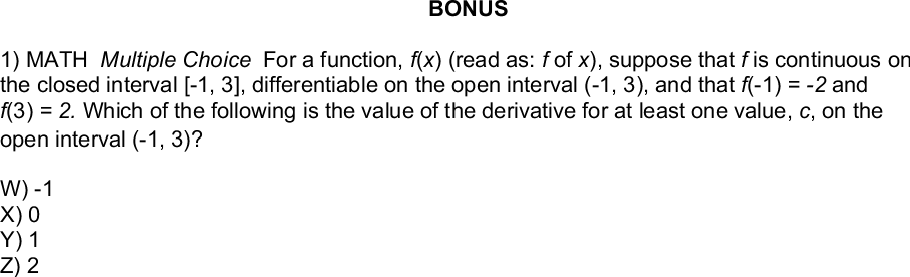 BONUS
1) MATH Multiple Choice For a function, f(x) (read as: f of x), suppose that f is continuous on
the closed interval [-1, 3], differentiable on the open interval (-1, 3), and that f(-1) = -2 and
f(3) = 2. Which of the following is the value of the derivative for at least one value, c, on the
open interval (-1, 3)?
W) -1
X) 0
Y) 1
Z) 2